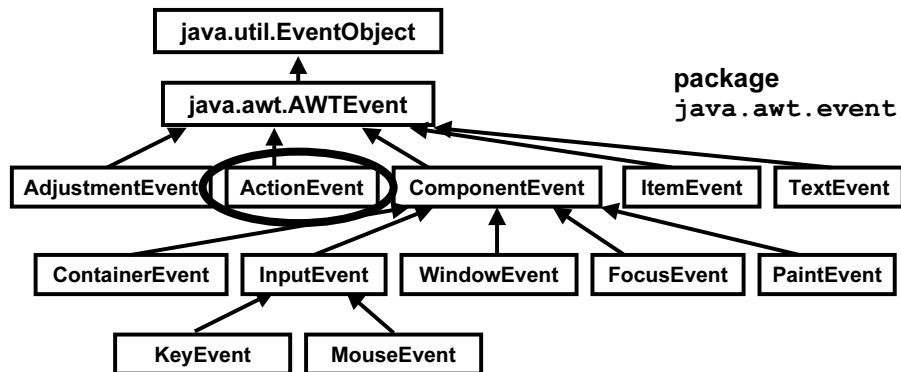 java.util.EventObject
java.awt.AWTEvent
package
java.awt.event
AdjustmentEvent
ActionEvent
ComponentEvent
ItemEvent
TextEvent
ContainerEvent
InputEvent
WindowEvent
FocusEvent
PaintEvent
KeyEvent
MouseEvent